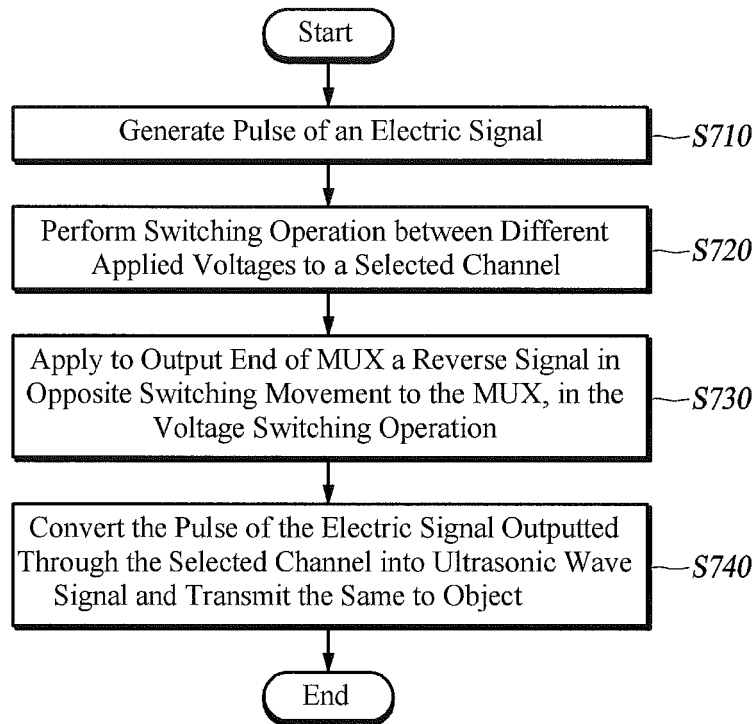 Start
Generate Pulse of an Electric Signal
S710
Perform Switching Operation between Different
Applied Voltages to a Selected Channel
S720
Apply to Output End of MUX a Reverse Signal in
Opposite Switching Movement to the MUX, in the
Voltage Switching Operation
S730
Convert the Pulse of the Electric Signal Outputted
Through the Selected Channel into Ultrasonic Wave
Signal and Transmit the Same to Object
S740
End